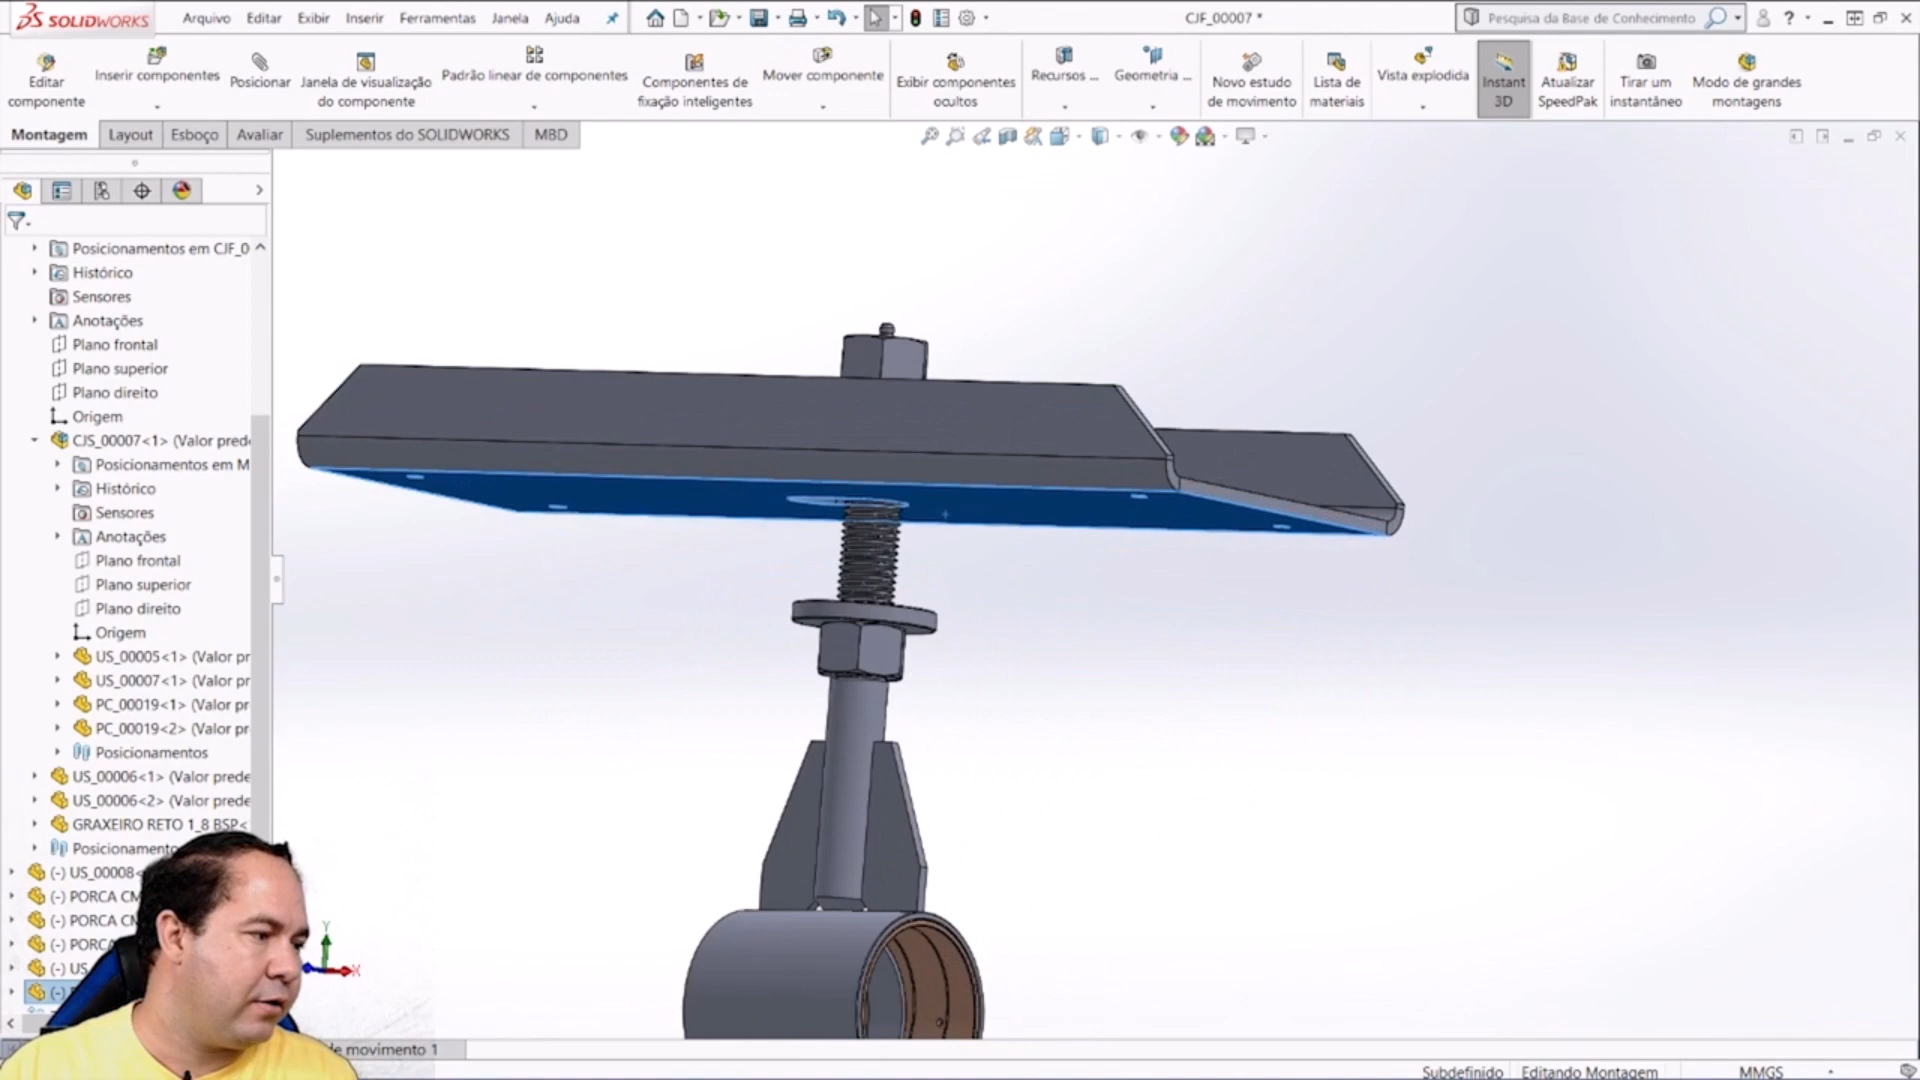 SOLIDWORKS Arquivo Editar Exibir Inserir Ferramentas Janela Ajuda CJF_00007 * Pesquisa da Base de Conhecimento ?
Editar componente
Inserir componentes
Posicionar
Janela de visualização do componente
Padrão linear de componentes
Componentes de fixação inteligentes
Mover componente
Exibir componentes ocultos
Recursos ...
Geometria ...
Novo estudo de movimento
Lista de materiais
Vista explodida
Instant 3D
Atualizar SpeedPak
Tirar um instantâneo
Modo de grandes montagens
Montagem Layout Esboço Avaliar Suplementos do SOLIDWORKS MBD
Posicionamentos em CJF_0
Histórico
Sensores
Anotações
Plano frontal
Plano superior
Plano direito
Origem
CJS_00007<1> (Valor pred
Posicionamentos em M
Histórico
Sensores
Anotações
Plano frontal
Plano superior
Plano direito
Origem
US_00005<1> (Valor pr
US_00007<1> (Valor pr
PC_00019<1> (Valor pr
PC_00019<2> (Valor pr
Posicionamentos
US_00006<1> (Valor prede
US_00006<2> (Valor prede
GRAXEIRO RETO 1_8 BSP<
Posicionamento
(-) US_00008<
(-) PORCA CM
(-) PORCA CM
(-) PORCA
(-) US
(-)
Y
X
de movimento 1
Subdefinido Editando Montagem MMGS